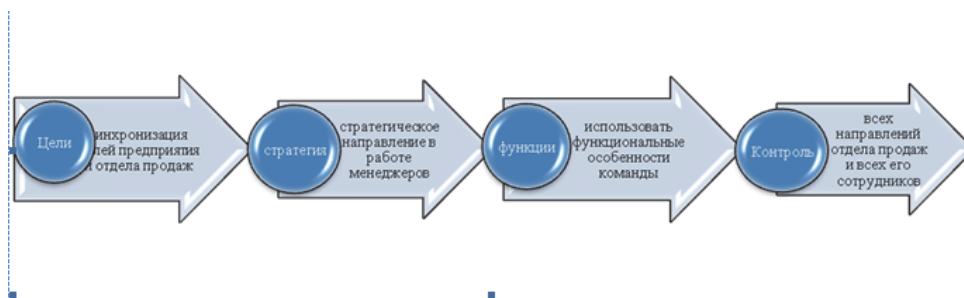 Цели
инхронизация
лей предприятия
отдела продаж
стратегия
стратегическое
направление в
работе
менеджеров
функции
использовать
функциональные
особенности
команды
Контроль
всех
направлений
отдела продаж
и всех его
сотрудников